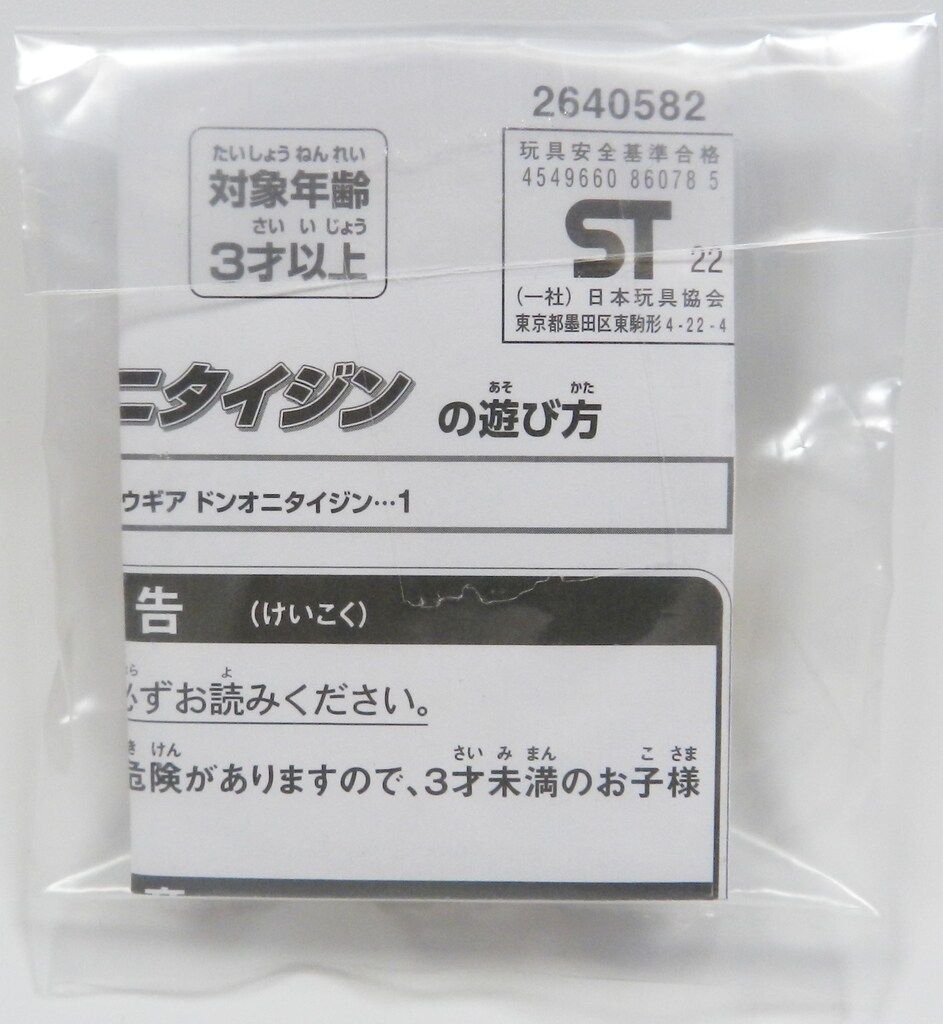 2640582
たいしょう ねんれい
対象年齢
さい いじょう
3才以上
玩具安全基準合格
4549660 86078 5
ST 22
(一社) 日本玩具協会
東京都墨田区東駒形4-22-4
ニタイジン の遊び方
あそ かた
ウギア ドンオニタイジン…1
告 (けいこく)
よ
必ずお読みください。
き けん さい み まん こ さま
危険がありますので、3才未満のお子様